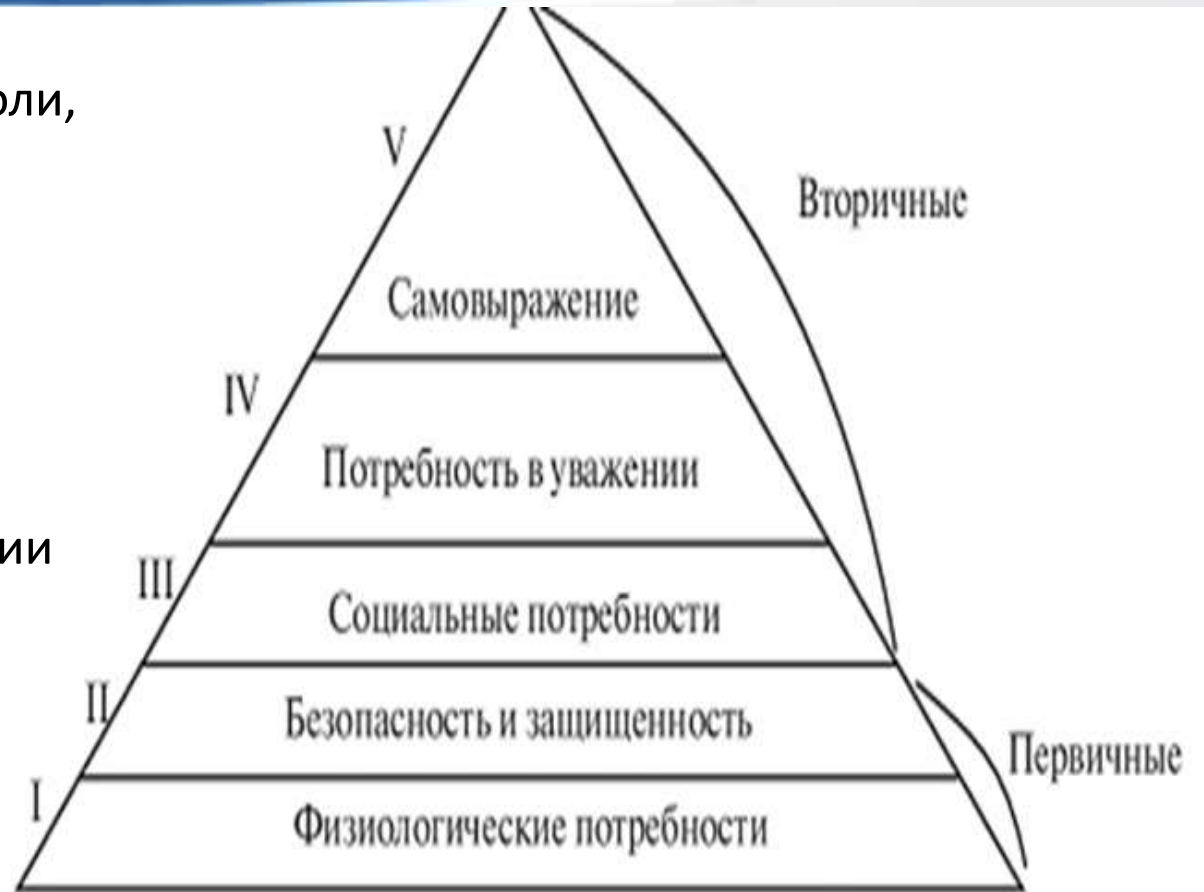 оли,
V
Вторичные
Самовыражение
IV
Потребность в уважении
ии
III
Социальные потребности
II
Безопасность и защищенность
Первичные
I
Физиологические потребности